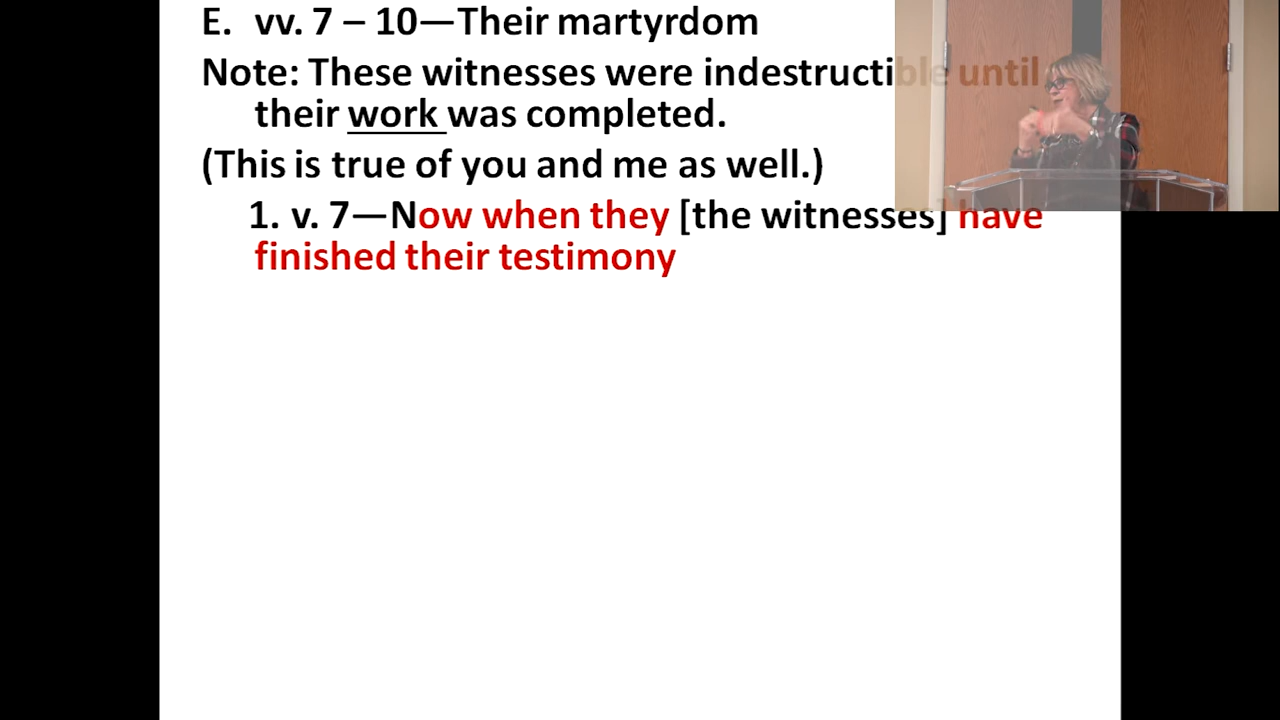 E. vv. 7 – 10—Their martyrdom
Note: These witnesses were indestructible until
their work was completed.
(This is true of you and me as well.)
1. v. 7—Now when they [the witnesses] have
finished their testimony